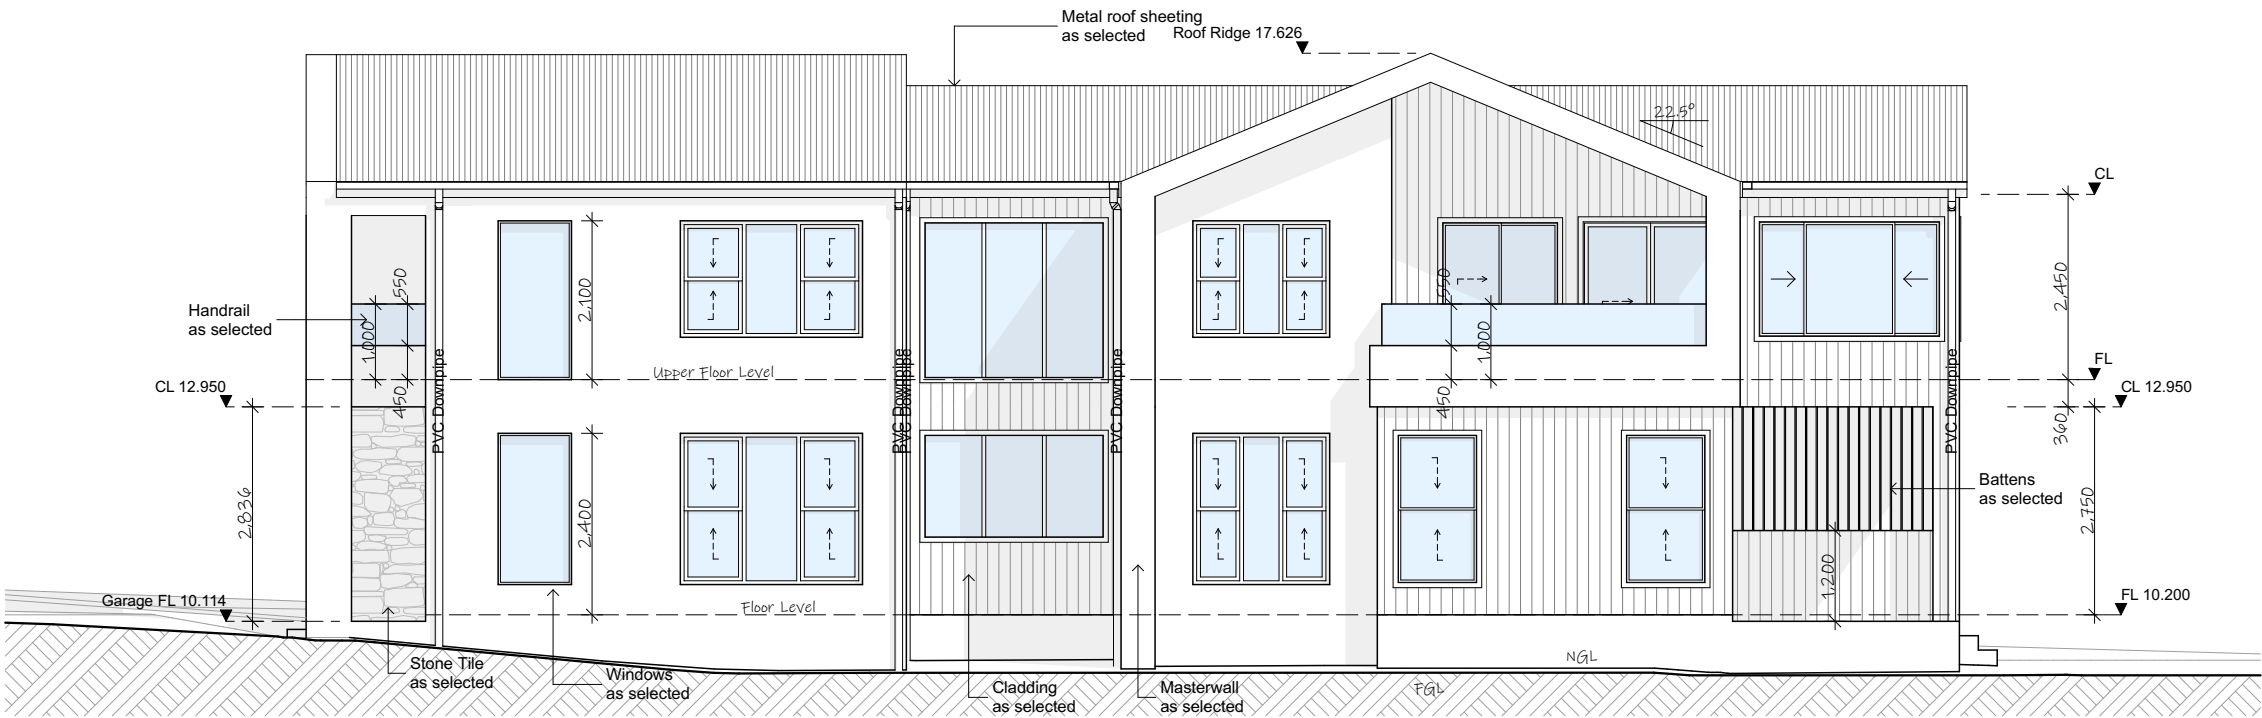 Metal roof sheeting
as selected
Roof Ridge 17.626
22.5°
CL
550
2,100
550
2,450
Handrail
as selected
1,000
1,000
PVC Downpipe
PVC Downpipe
PVC Downpipe
PVC Downpipe
PVC Downpipe
Upper Floor Level
FL
CL 12.950
CL 12.950
450
450
360
2,836
2,400
Battens
as selected
2,750
1,200
Garage FL 10.114
Floor Level
FL 10.200
NGL
Stone Tile
as selected
Windows
as selected
Cladding
as selected
Masterwall
as selected
FGL